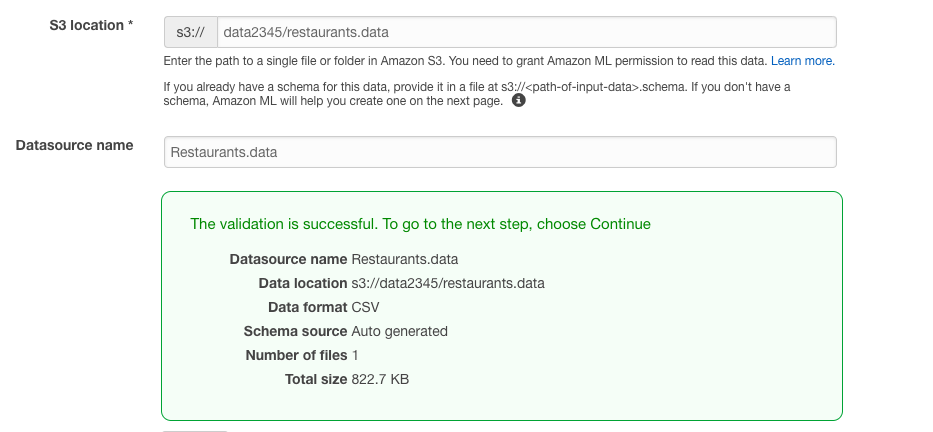 S3 location *
s3:// data2345/restaurants.data
Enter the path to a single file or folder in Amazon S3. You need to grant Amazon ML permission to read this data. Learn more.
If you already have a schema for this data, provide it in a file at s3://<path-of-input-data>.schema. If you don't have a
schema, Amazon ML will help you create one on the next page. i
Datasource name
Restaurants.data
The validation is successful. To go to the next step, choose Continue
Datasource name Restaurants.data
Data location s3://data2345/restaurants.data
Data format CSV
Schema source Auto generated
Number of files 1
Total size 822.7 KB